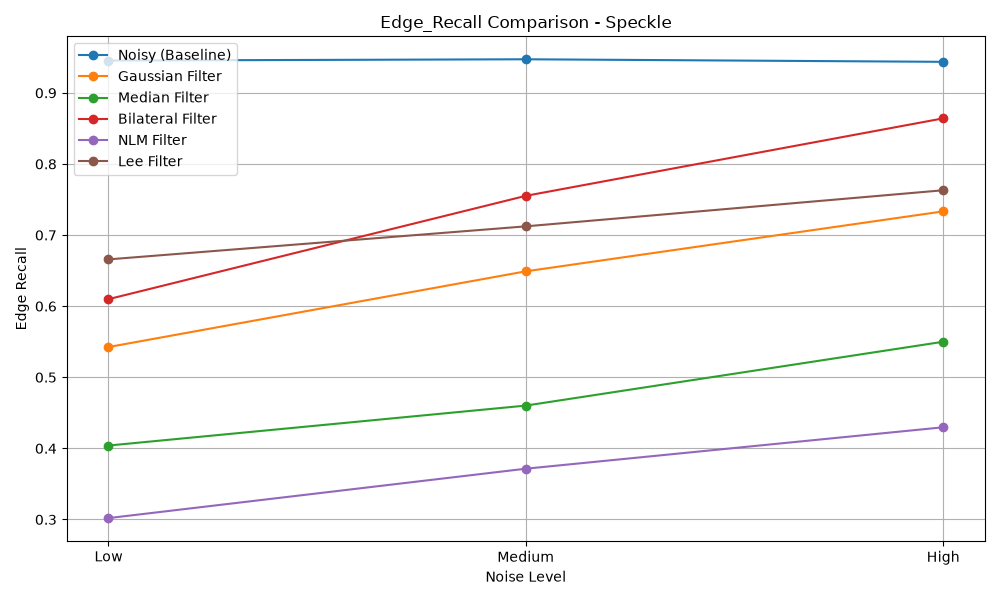 Edge_Recall Comparison - Speckle
Noisy (Baseline)
Gaussian Filter
Median Filter
Bilateral Filter
NLM Filter
Lee Filter
Edge Recall
0.9
0.8
0.7
0.6
0.5
0.4
0.3
Low
Medium
High
Noise Level